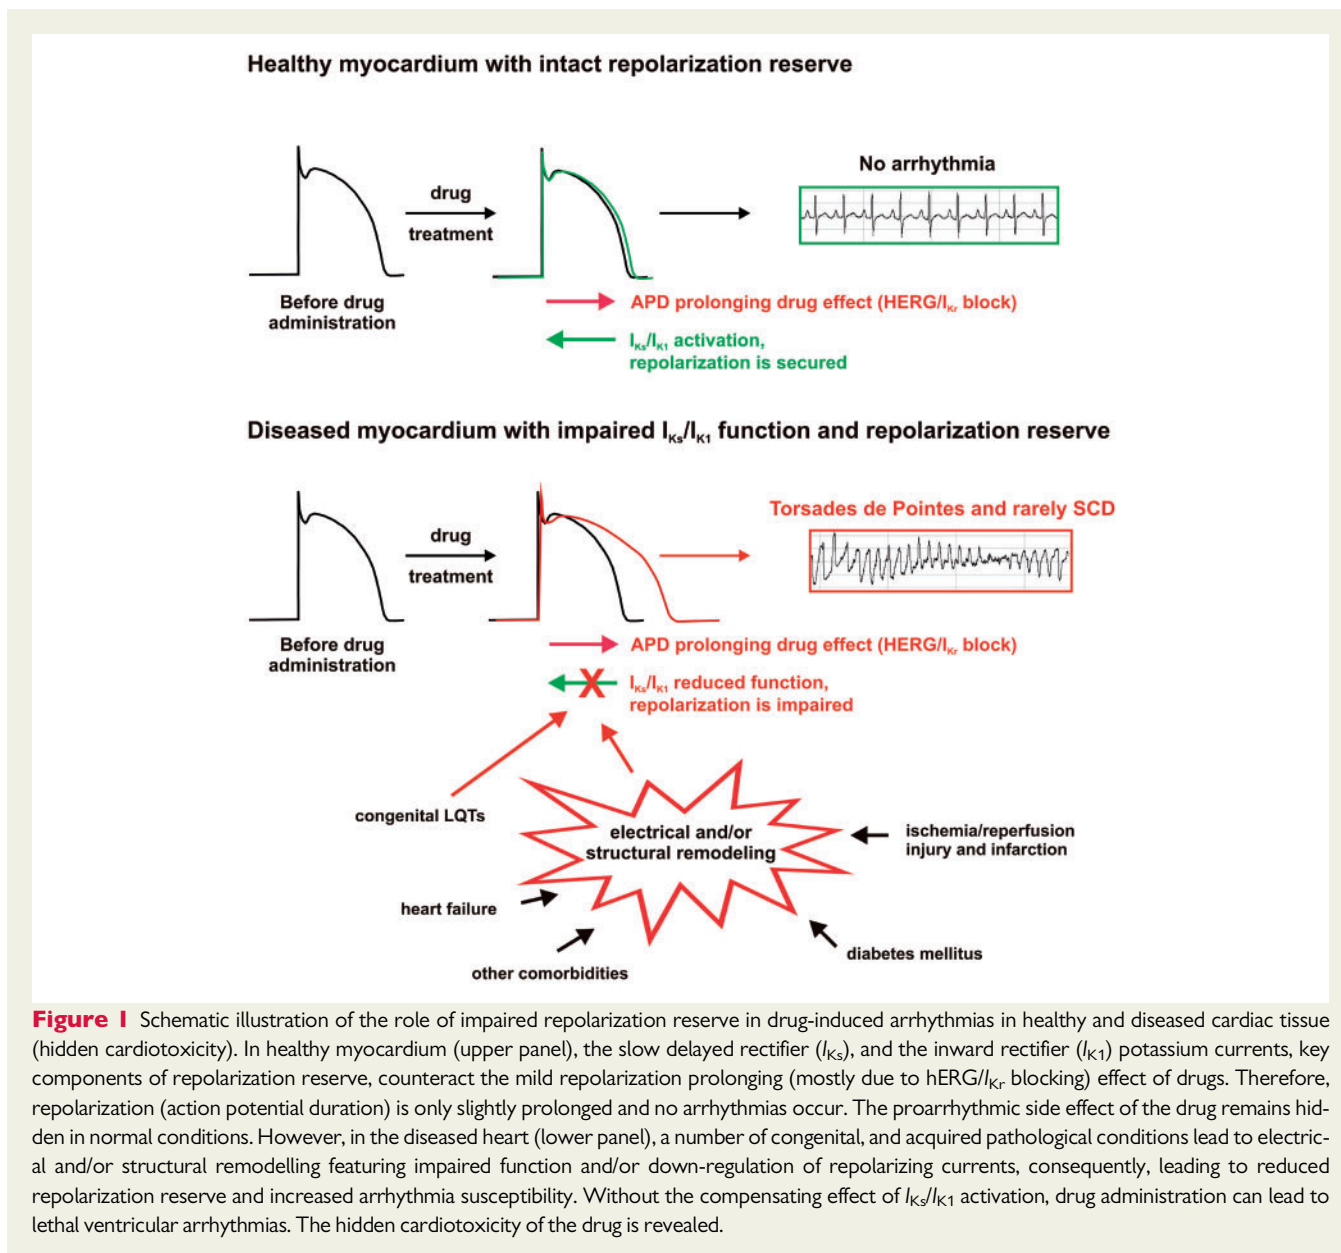 Healthy myocardium with intact repolarization reserve
No arrhythmia
drug
treatment
Before drug
administration
APD prolonging drug effect (HERG/IKr block)
IKs/IK1 activation,
repolarization is secured
Diseased myocardium with impaired IKs/IK1 function and repolarization reserve
Torsades de Pointes and rarely SCD
drug
treatment
Before drug
administration
APD prolonging drug effect (HERG/IKr block)
X
IKs/IK1 reduced function,
repolarization is impaired
congenital LQTs
electrical and/or
structural remodeling
ischemia/reperfusion
injury and infarction
heart failure
diabetes mellitus
other comorbidities
Figure 1 Schematic illustration of the role of impaired repolarization reserve in drug-induced arrhythmias in healthy and diseased cardiac tissue
(hidden cardiotoxicity). In healthy myocardium (upper panel), the slow delayed rectifier (IKs), and the inward rectifier (IK1) potassium currents, key
components of repolarization reserve, counteract the mild repolarization prolonging (mostly due to hERG/IKr blocking) effect of drugs. Therefore,
repolarization (action potential duration) is only slightly prolonged and no arrhythmias occur. The proarrhythmic side effect of the drug remains hid-
den in normal conditions. However, in the diseased heart (lower panel), a number of congenital, and acquired pathological conditions lead to electric-
al and/or structural remodelling featuring impaired function and/or down-regulation of repolarizing currents, consequently, leading to reduced
repolarization reserve and increased arrhythmia susceptibility. Without the compensating effect of IKs/IK1 activation, drug administration can lead to
lethal ventricular arrhythmias. The hidden cardiotoxicity of the drug is revealed.